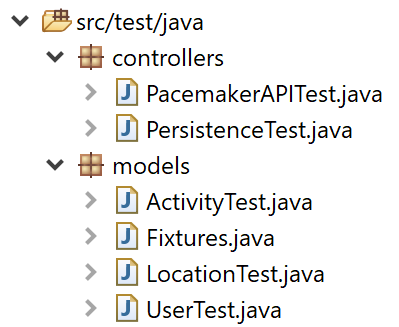 src/test/java
controllers
PacemakerAPITest.java
PersistenceTest.java
models
ActivityTest.java
Fixtures.java
LocationTest.java
UserTest.java